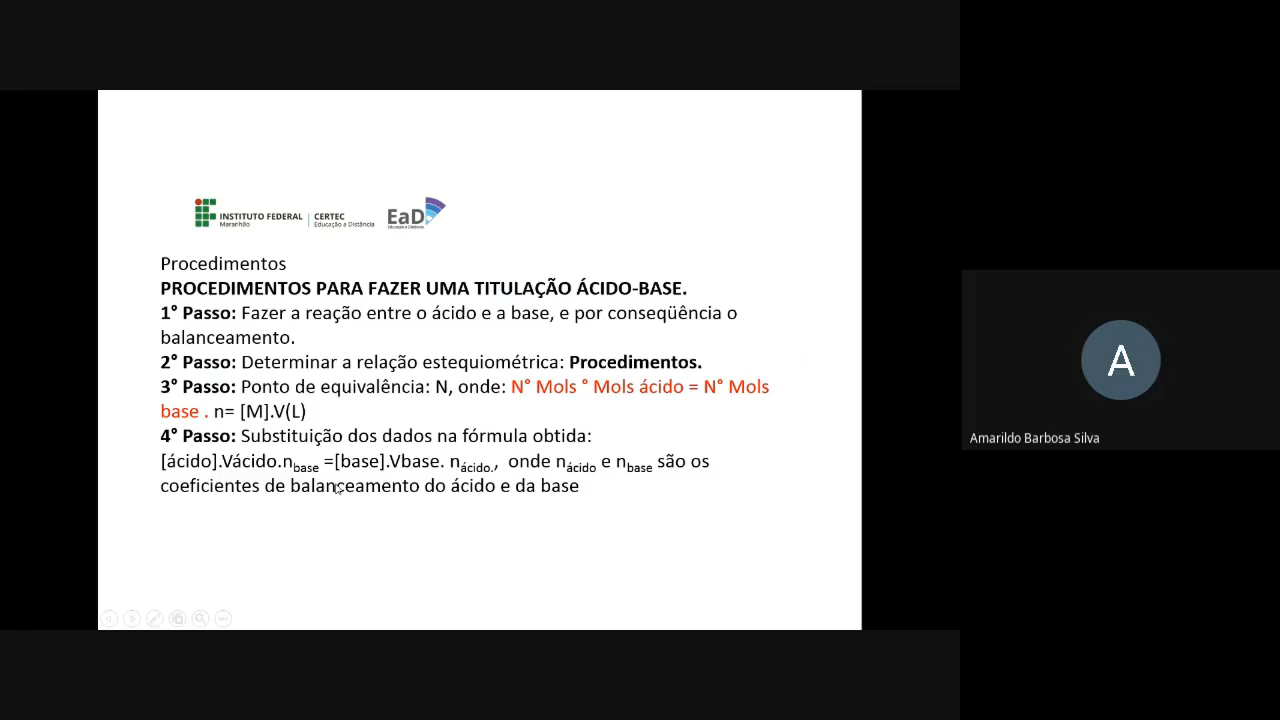 INSTITUTO FEDERAL
Maranhão
CERTEC
Educação a Distância
EaD
Educação a Distância
Procedimentos
PROCEDIMENTOS PARA FAZER UMA TITULAÇÃO ÁCIDO-BASE.
1° Passo: Fazer a reação entre o ácido e a base, e por conseqüência o
balanceamento.
2° Passo: Determinar a relação estequiométrica: Procedimentos.
3° Passo: Ponto de equivalência: N, onde: N° Mols ° Mols ácido = N° Mols
base . n= [M].V(L)
4° Passo: Substituição dos dados na fórmula obtida:
[ácido].Vácido.nbase =[base].Vbase. nácido., onde nácido e nbase são os
coeficientes de balanceamento do ácido e da base
A
Amarildo Barbosa Silva